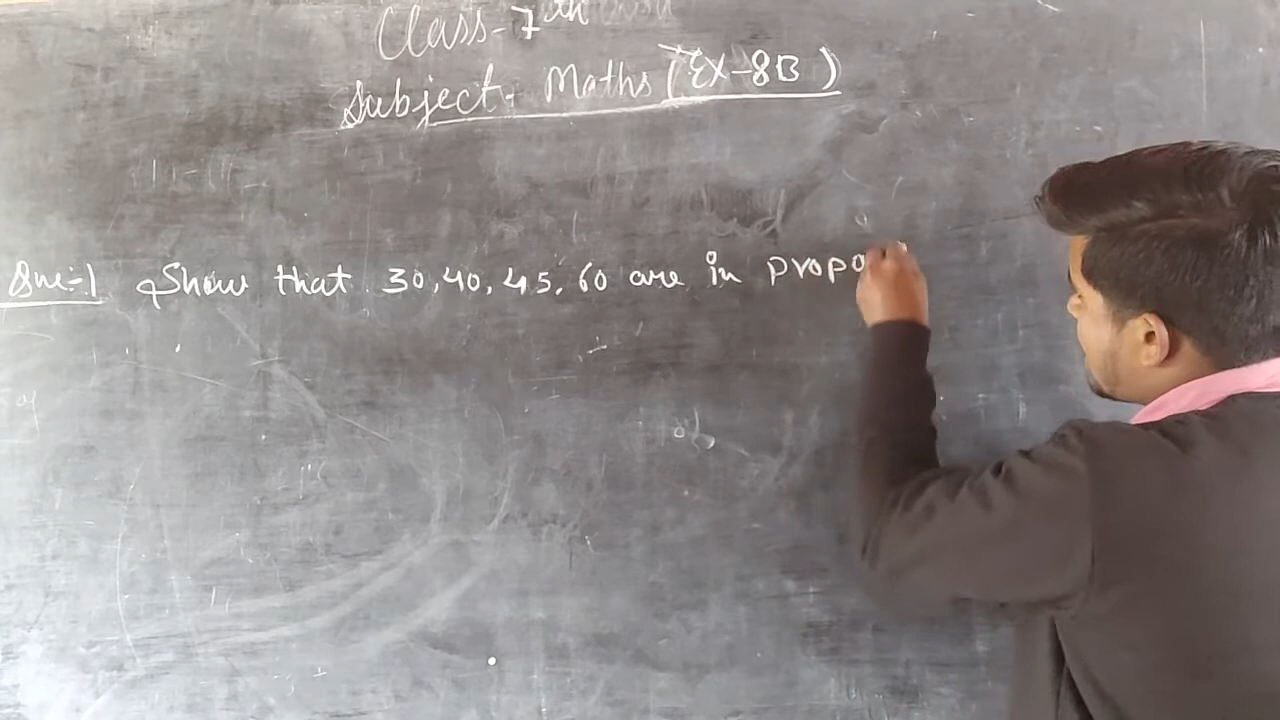 Class-7th
Subject- Maths (EX-8B)
Que:-1 Show that 30,40,45,60 are in propo